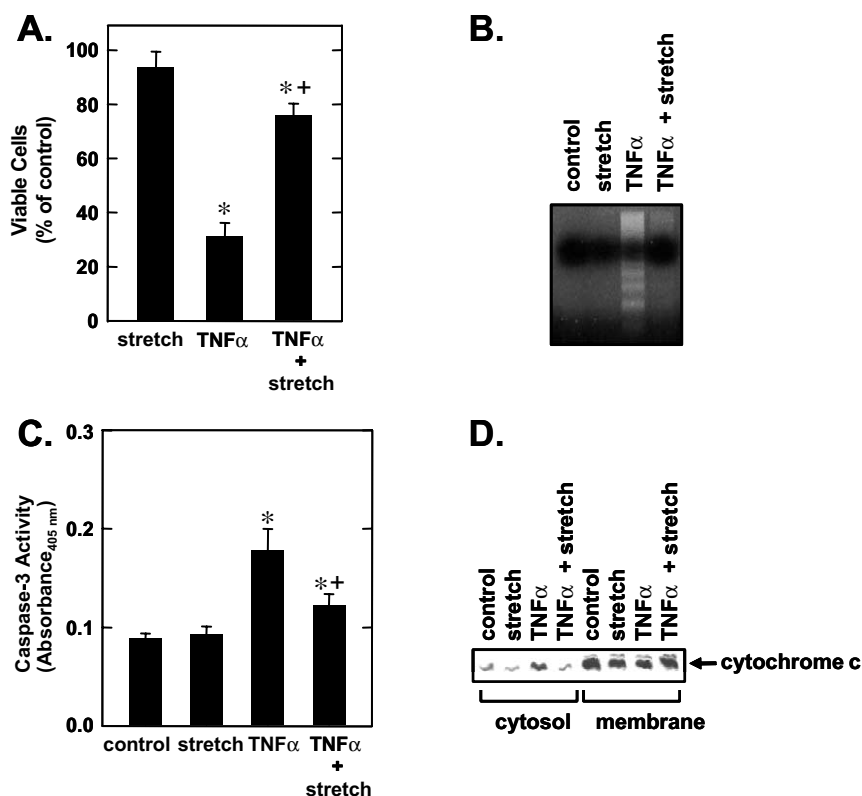 A.
Viable Cells
(% of control)
100
80
60
40
20
0
*
*+
stretch
TNFα
TNFα
+
stretch
B.
control
stretch
TNFα
TNFα + stretch
C.
Caspase-3 Activity
(Absorbance405 nm)
0.3
0.2
0.1
0.0
*
*+
control
stretch
TNFα
TNFα
+
stretch
D.
control
stretch
TNFα
TNFα + stretch
control
stretch
TNFα
TNFα + stretch
cytochrome c
cytosol
membrane